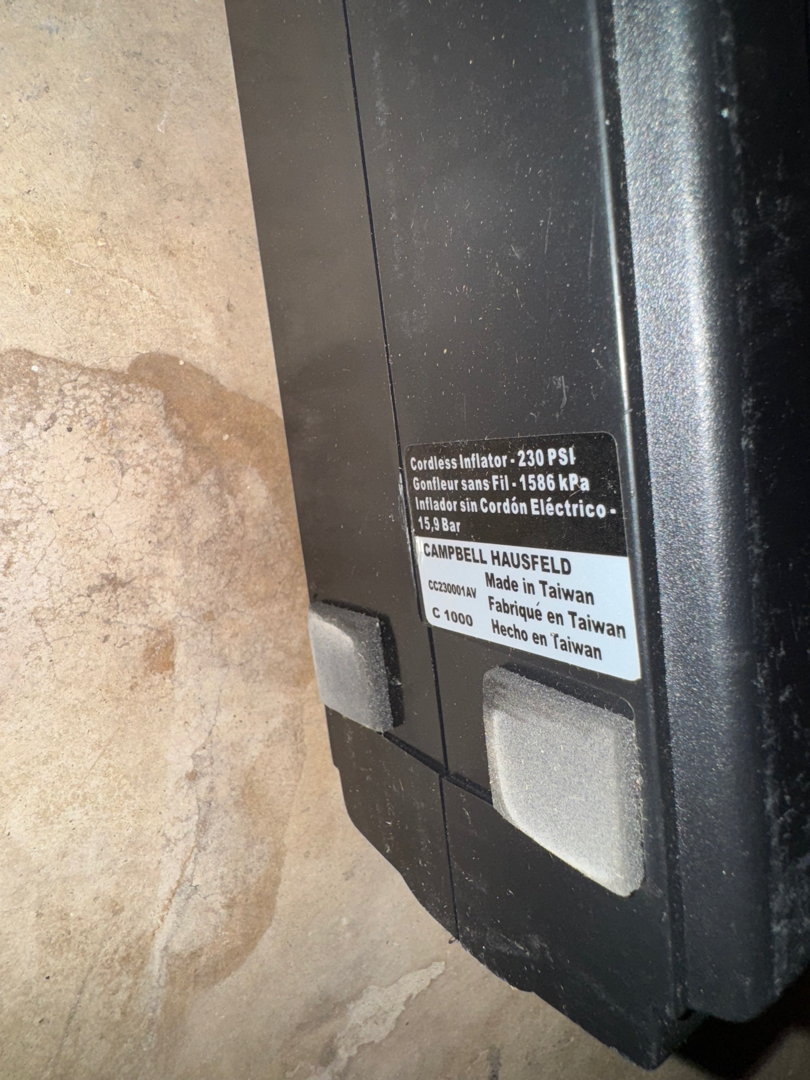 Cordless Inflator - 230 PSI
Gonfleur sans Fil - 1586 kPa
Inflador sin Cordón Eléctrico -
15,9 Bar
CAMPBELL HAUSFELD
CC230001AV Made in Taiwan
C 1000 Fabriqué en Taiwan
Hecho en Taiwan